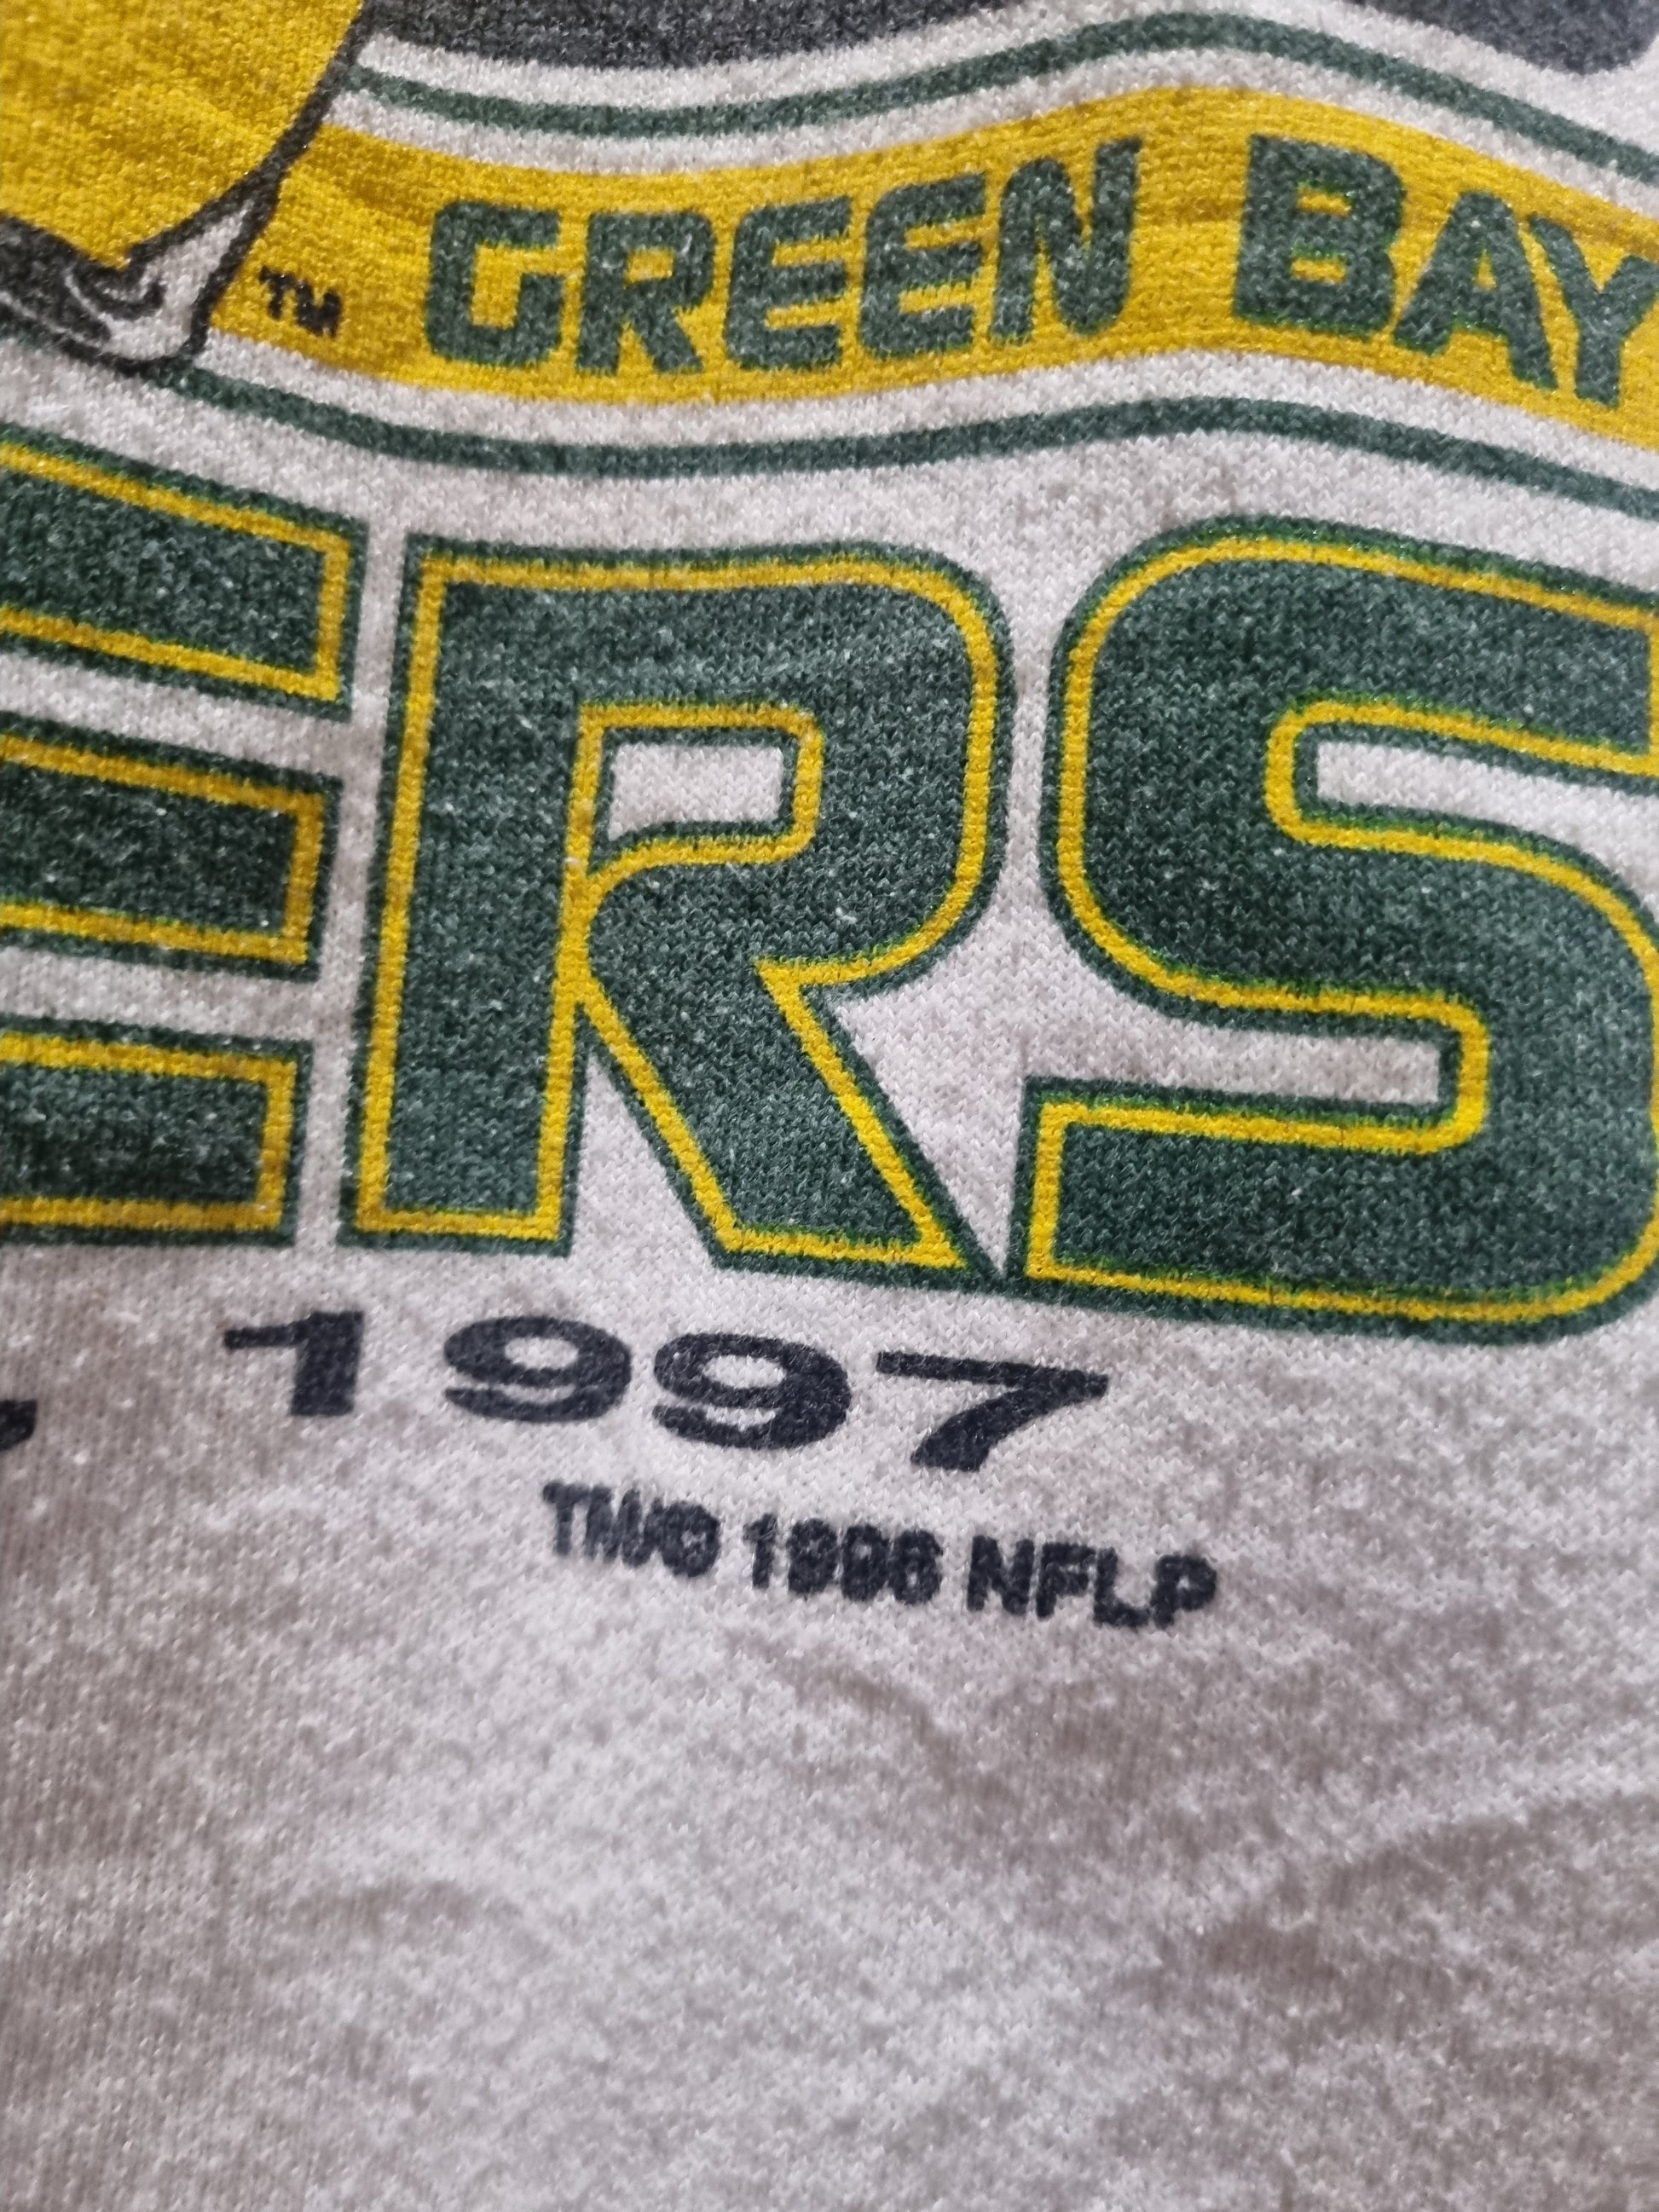 GREEN BAY
TM
ERS
, 1997
TM/© 1996 NFLP